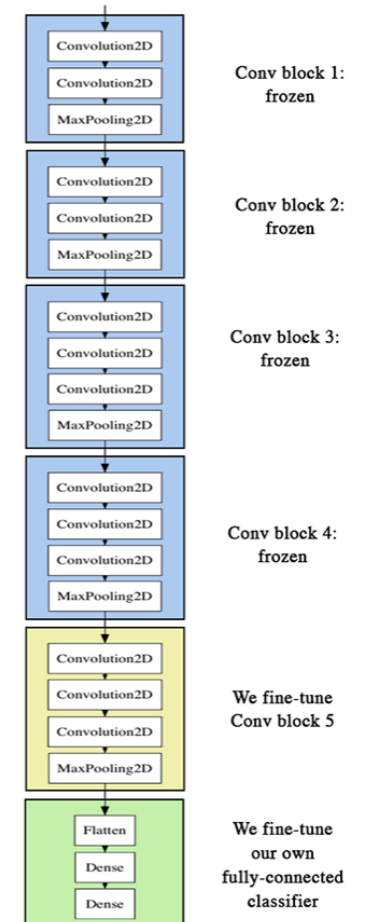 Convolution2D
Convolution2D
MaxPooling2D
Conv block 1:
frozen
Convolution2D
Convolution2D
MaxPooling2D
Conv block 2:
frozen
Convolution2D
Convolution2D
Convolution2D
MaxPooling2D
Conv block 3:
frozen
Convolution2D
Convolution2D
Convolution2D
MaxPooling2D
Conv block 4:
frozen
Convolution2D
Convolution2D
Convolution2D
MaxPooling2D
We fine-tune
Conv block 5
Flatten
Dense
Dense
We fine-tune
our own
fully-connected
classifier